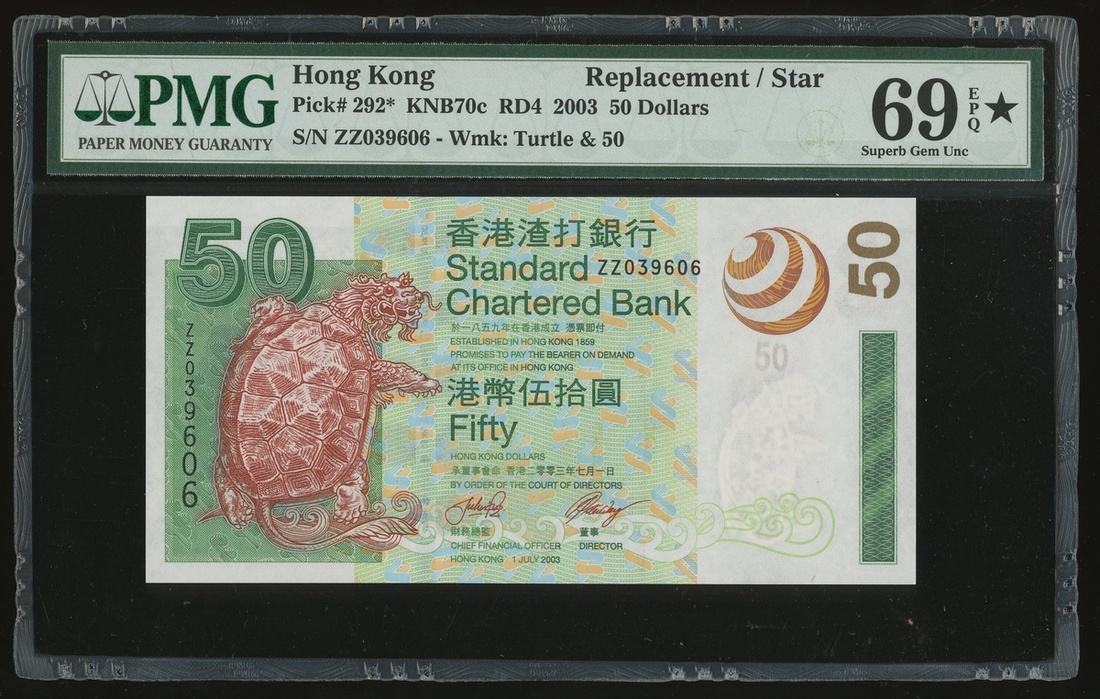 PMG
PAPER MONEY GUARANTY
Hong Kong Replacement / Star
Pick# 292* KNB70c RD4 2003 50 Dollars
S/N ZZ039606 - Wmk: Turtle & 50
69 EPQ ★
Superb Gem Unc
50
ZZ039606
香港渣打銀行
Standard
Chartered Bank
ZZ039606
於一八五九年在香港成立 憑票即付
ESTABLISHED IN HONG KONG 1859
PROMISES TO PAY THE BEARER ON DEMAND
AT ITS OFFICE IN HONG KONG
港幣伍拾圓
Fifty
HONG KONG DOLLARS
承董事會命 香港二零零三年七月一日
BY ORDER OF THE COURT OF DIRECTORS
財務總監 董事
CHIEF FINANCIAL OFFICER DIRECTOR
HONG KONG 1 JULY 2003
50
50